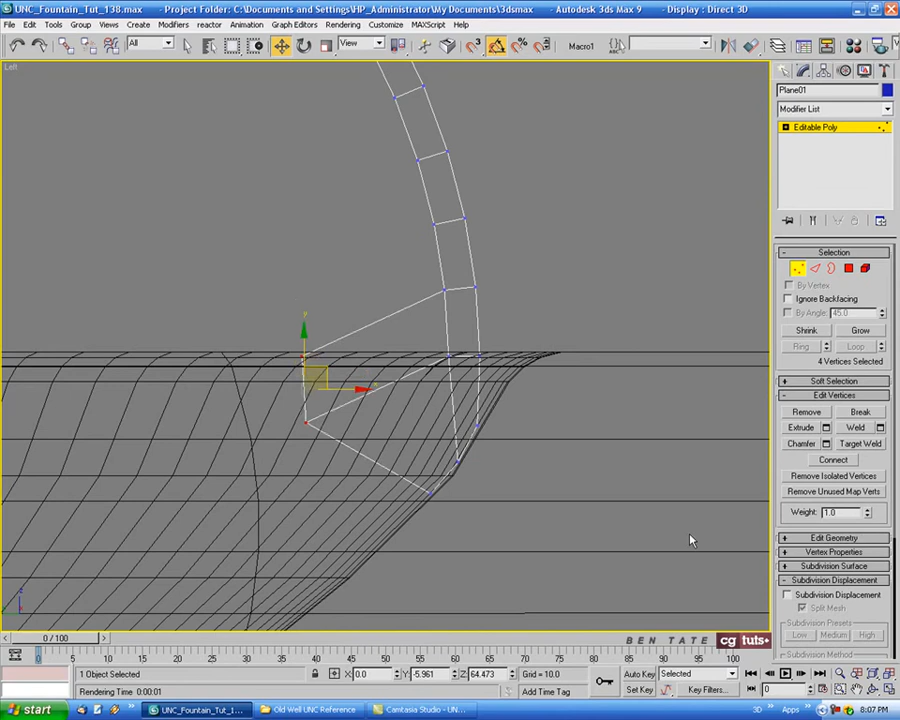 UNC_Fountain_Tut_138.max - Project Folder: C:\Documents and Settings\HP_Administrator\My Documents\3dsmax - Autodesk 3ds Max 9 - Display : Direct 3D
File Edit Tools Group Views Create Modifiers reactor Animation Graph Editors Rendering Customize MAXScript Help
All View Macro1
Left
Plane01
Modifier List
Editable Poly
- Selection
By Vertex
Ignore Backfacing
By Angle: 45.0
Shrink Grow
Ring Loop
4 Vertices Selected
+ Soft Selection
- Edit Vertices
Remove Break
Extrude Weld
Chamfer Target Weld
Connect
Remove Isolated Vertices
Remove Unused Map Verts
Weight: 1.0
+ Edit Geometry
+ Vertex Properties
+ Subdivision Surface
- Subdivision Displacement
Subdivision Displacement
Split Mesh
Subdivision Presets
Low Medium High
Subdivision Method
y
z
BEN TATE cg tuts+
< 0 / 100 >
0 5 10 15 20 25 30 35 40 45 50 55 60 65 70 75 80 85 90 95 100
1 Object Selected X: 0.0 Y: -5.961 Z: 64.473 Grid = 10.0 Auto Key Selected
Rendering Time 0:00:01 Add Time Tag Set Key Key Filters... 0
start UNC_Fountain_Tut_1... Old Well UNC Reference Camtasia Studio - UN... 3D Apps 8:07 PM